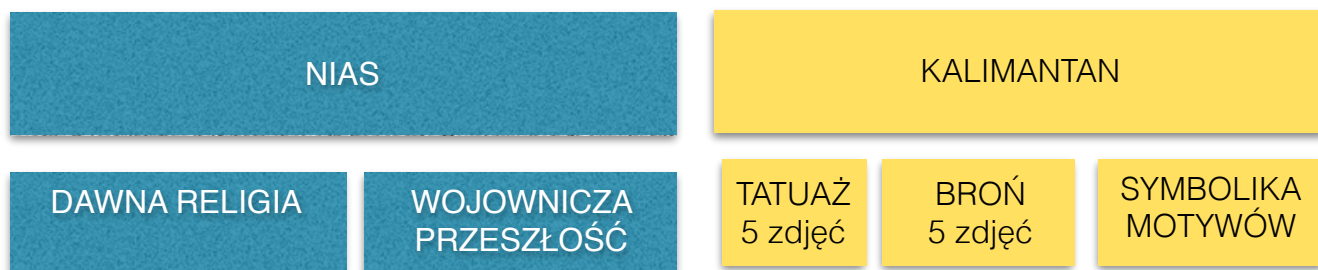 NIAS
KALIMANTAN
DAWNA RELIGIA
WOJOWNICZA
PRZESZŁOŚĆ
TATUAŻ
5 zdjęć
BROŃ
5 zdjęć
SYMBOLIKA
MOTYWÓW